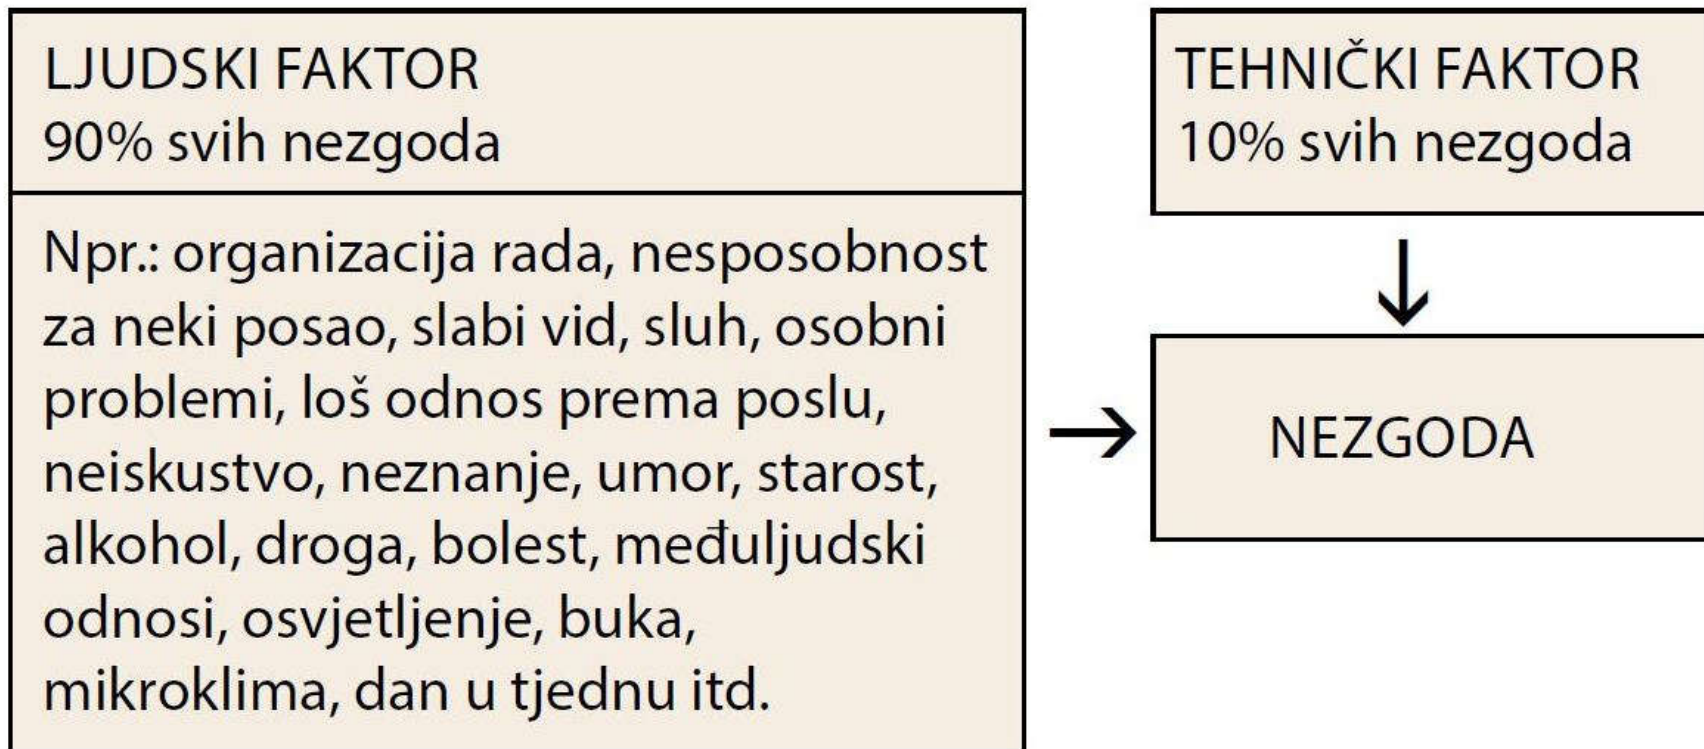 LJUDSKI FAKTOR
90% svih nezgoda
Npr.: organizacija rada, nesposobnost
za neki posao, slabi vid, sluh, osobni
problemi, loš odnos prema poslu,
neiskustvo, neznanje, umor, starost,
alkohol, droga, bolest, međuljudski
odnosi, osvjetljenje, buka,
mikroklima, dan u tjednu itd.
TEHNIČKI FAKTOR
10% svih nezgoda
NEZGODA